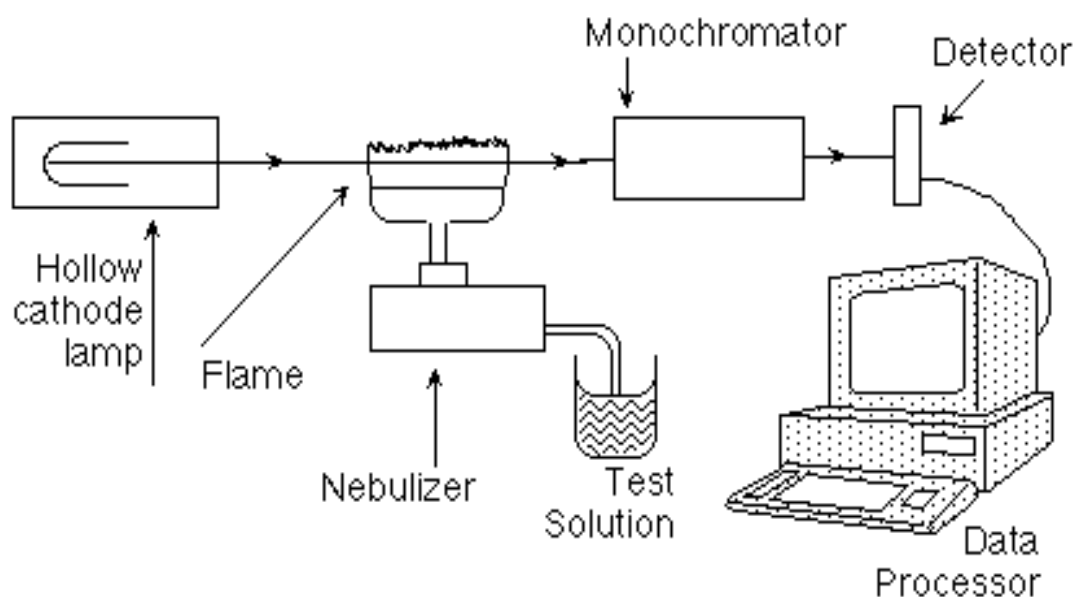 Monochromator
Detector
Hollow
cathode
lamp
Flame
Nebulizer
Test
Solution
Data
Processor